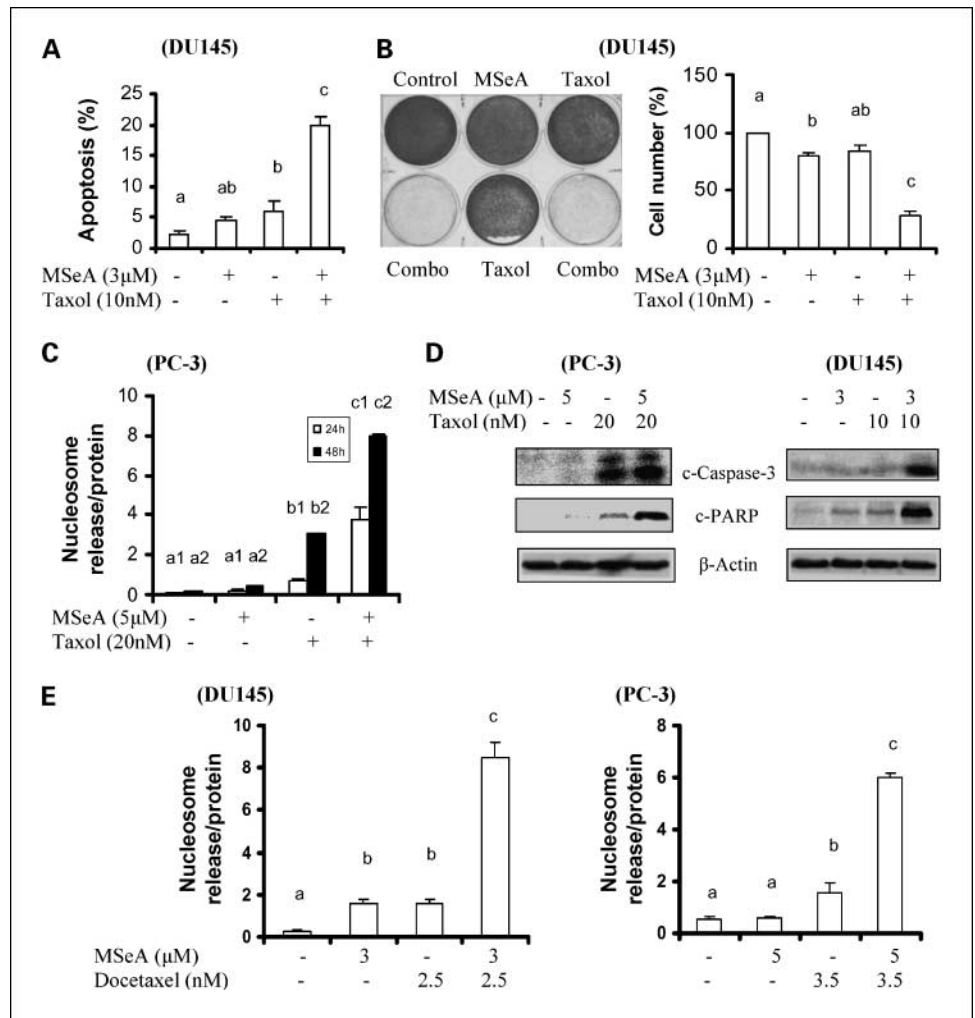 A (DU145)
Apoptosis (%)
25
20
15
10
5
0
a ab b c
MSeA (3μM) - + - +
Taxol (10nM) - - + +
B (DU145)
Control MSeA Taxol
Combo Taxol Combo
Cell number (%)
100
50
0
a b ab c
MSeA (3μM) - + - +
Taxol (10nM) - - + +
C (PC-3)
Nucleosome
release/protein
10
8
6
4
2
0
24h
48h
a1 a2 a1 a2 b1 b2 c1 c2
MSeA (5μM) - + - +
Taxol (20nM) - - + +
D (PC-3) (DU145)
MSeA (μM) - 5 - 5 - 3 - 3
Taxol (nM) - - 20 20 - - 10 10
c-Caspase-3
c-PARP
β-Actin
E (DU145)
Nucleosome
release/protein
10
8
6
4
2
0
a b b c
MSeA (μM) - 3 - 3
Docetaxel (nM) - - 2.5 2.5
(PC-3)
Nucleosome
release/protein
8
6
4
2
0
a a b c
- 5 - 5
- - 3.5 3.5